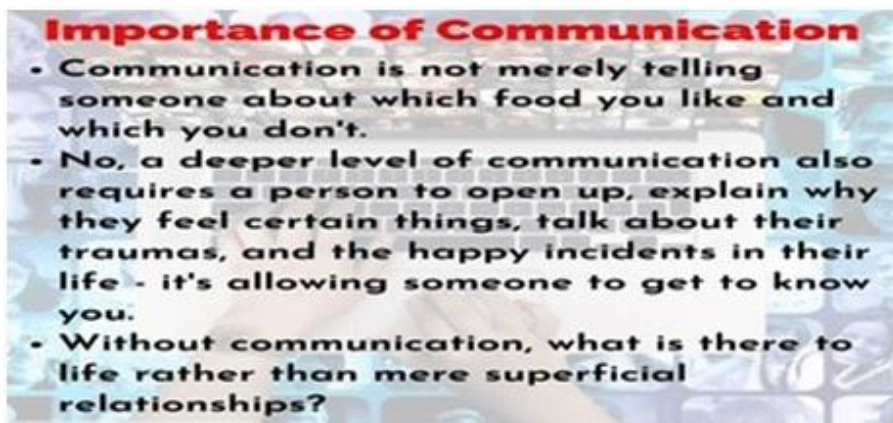 Importance of Communication
• Communication is not merely telling
someone about which food you like and
which you don't.
• No, a deeper level of communication also
requires a person to open up, explain why
they feel certain things, talk about their
traumas, and the happy incidents in their
life - it's allowing someone to get to know
you.
• Without communication, what is there to
life rather than mere superficial
relationships?